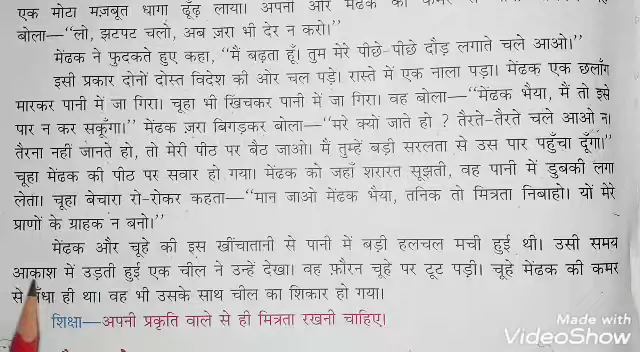 एक मोटा मज़बूत धागा ढूँढ़ लाया। अपनी और मेंढक की कमर
बोला—“लो, झटपट चलो, अब ज़रा भी देर न करो।”
मेंढक ने फुदकते हुए कहा, “मैं बढ़ता हूँ। तुम मेरे पीछे-पीछे दौड़ लगाते चले आओ।”
इसी प्रकार दोनों दोस्त विदेश की ओर चल पड़े। रास्ते में एक नाला पड़ा। मेंढक एक छलाँग
मारकर पानी में जा गिरा। चूहा भी खिंचकर पानी में जा गिरा। वह बोला—“मेंढक भैया, मैं तो इसे
पार न कर सकूँगा।” मेंढक ज़रा बिगड़कर बोला—“मरे क्यो जाते हो ? तैरते-तैरते चले आओ न।
तैरना नहीं जानते हो, तो मेरी पीठ पर बैठ जाओ। मैं तुम्हें बड़ी सरलता से उस पार पहुँचा दूँगा।”
चूहा मेंढक की पीठ पर सवार हो गया। मेंढक को जहाँ शरारत सूझती, वह पानी में डुबकी लगा
लेता। चूहा बेचारा रो-रोकर कहता—“मान जाओ मेंढक भैया, तनिक तो मित्रता निबाहो। यों मेरे
प्राणों के ग्राहक न बनो।”
मेंढक और चूहे की इस खींचातानी से पानी में बड़ी हलचल मची हुई थी। उसी समय
आकाश में उड़ती हुई एक चील ने उन्हें देखा। वह फ़ौरन चूहे पर टूट पड़ी। चूहे मेंढक की कमर
से बँधा ही था। वह भी उसके साथ चील का शिकार हो गया।
शिक्षा—अपनी प्रकृति वाले से ही मित्रता रखनी चाहिए।
Made with
VideoShow